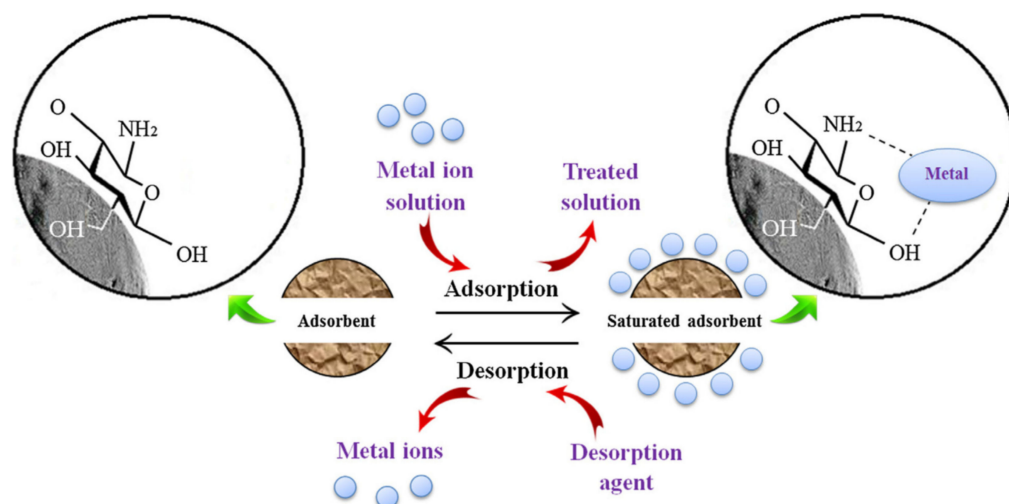 O
NH2
OH
O
OH
OH
Metal ion
solution
Treated
solution
O
NH2
Metal
OH
O
OH
OH
Adsorption
Adsorbent
Saturated adsorbent
Desorption
Metal ions
Desorption
agent